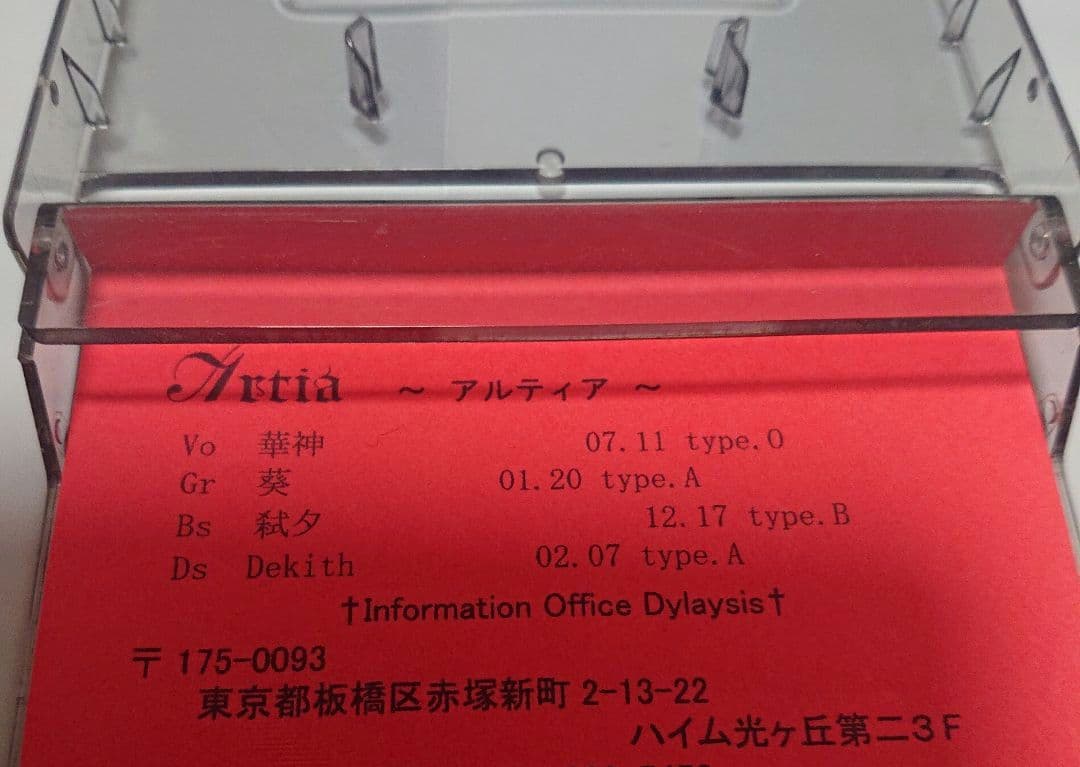 Artia ～ アルティア ～
Vo 華神 07.11 type.O
Gr 葵 01.20 type.A
Bs 弑夕 12.17 type.B
Ds Dekith 02.07 type.A
†Information Office Dylaysis†
〒 175-0093
東京都板橋区赤塚新町 2-13-22
ハイム光ヶ丘第二3F